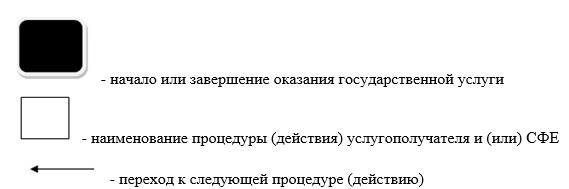 - начало или завершение оказания государственной услуги
- наименование процедуры (действия) услугополучателя и (или) СФЕ
- переход к следующей процедуре (действию)